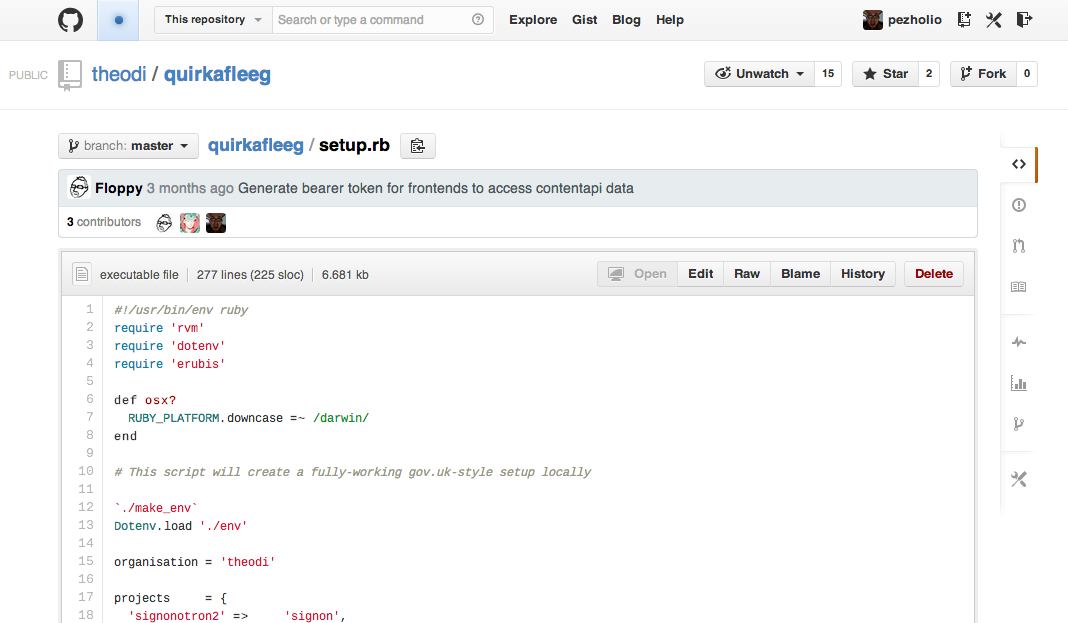 This repository Search or type a command Explore Gist Blog Help pezholio
PUBLIC theodi / quirkafleeg Unwatch 15 Star 2 Fork 0
branch: master quirkafleeg / setup.rb
Floppy 3 months ago Generate bearer token for frontends to access contentapi data
3 contributors
executable file 277 lines (225 sloc) 6.681 kb Open Edit Raw Blame History Delete
1 #!/usr/bin/env ruby
2 require 'rvm'
3 require 'dotenv'
4 require 'erubis'
5
6 def osx?
7 RUBY_PLATFORM.downcase =~ /darwin/
8 end
9
10 # This script will create a fully-working gov.uk-style setup locally
11
12 `./make_env`
13 Dotenv.load './env'
14
15 organisation = 'theodi'
16
17 projects = {
18 'signonotron2' => 'signon',